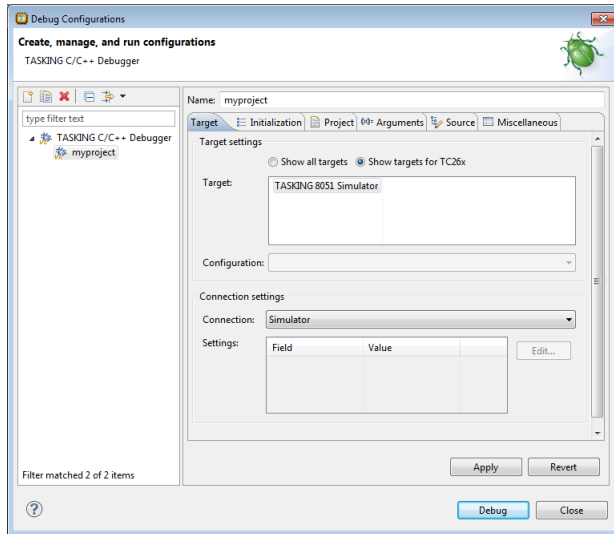 Debug Configurations
Create, manage, and run configurations
TASKING C/C++ Debugger
type filter text
TASKING C/C++ Debugger
myproject
Filter matched 2 of 2 items
Name: myproject
Target Initialization Project (x)= Arguments Source Miscellaneous
Target settings
Show all targets Show targets for TC26x
Target: TASKING 8051 Simulator
Configuration:
Connection settings
Connection: Simulator
Settings: Field Value Edit...
Apply Revert
? Debug Close